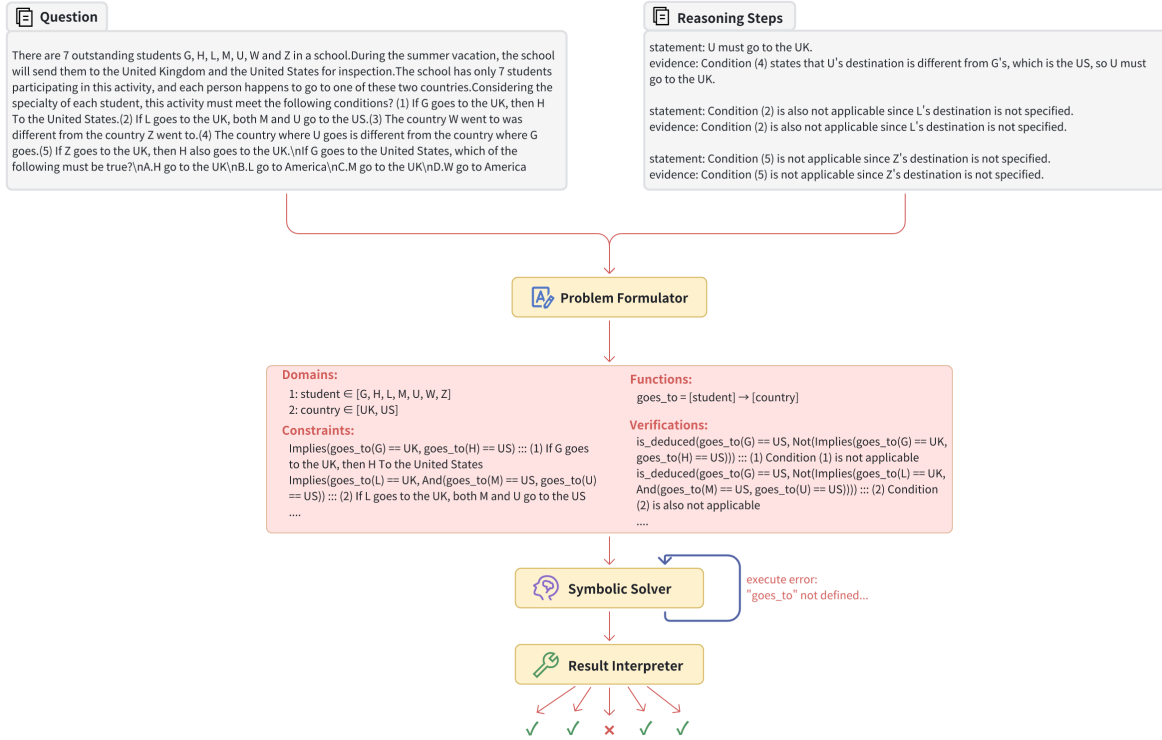 Question
There are 7 outstanding students G, H, L, M, U, W and Z in a school.During the summer vacation, the school
will send them to the United Kingdom and the United States for inspection.The school has only 7 students
participating in this activity, and each person happens to go to one of these two countries.Considering the
specialty of each student, this activity must meet the following conditions? (1) If G goes to the UK, then H
To the United States.(2) If L goes to the UK, both M and U go to the US.(3) The country W went to was
different from the country Z went to.(4) The country where U goes is different from the country where G
goes.(5) If Z goes to the UK, then H also goes to the UK.\nIf G goes to the United States, which of the
following must be true?\nA.H go to the UK\nB.L go to America\nC.M go to the UK\nD.W go to America
Reasoning Steps
statement: U must go to the UK.
evidence: Condition (4) states that U's destination is different from G's, which is the US, so U must
go to the UK.
statement: Condition (2) is also not applicable since L's destination is not specified.
evidence: Condition (2) is also not applicable since L's destination is not specified.
statement: Condition (5) is not applicable since Z's destination is not specified.
evidence: Condition (5) is not applicable since Z's destination is not specified.
Problem Formulator
Domains:
1: student ∈ [G, H, L, M, U, W, Z]
2: country ∈ [UK, US]
Constraints:
Implies(goes_to(G) == UK, goes_to(H) == US) ::: (1) If G goes
to the UK, then H To the United States
Implies(goes_to(L) == UK, And(goes_to(M) == US, goes_to(U)
== US)) ::: (2) If L goes to the UK, both M and U go to the US
....
Functions:
goes_to = [student] → [country]
Verifications:
is_deduced(goes_to(G) == US, Not(Implies(goes_to(G) == UK,
goes_to(H) == US))) ::: (1) Condition (1) is not applicable
is_deduced(goes_to(G) == US, Not(Implies(goes_to(L) == UK,
And(goes_to(M) == US, goes_to(U) == US)))) ::: (2) Condition
(2) is also not applicable
....
Symbolic Solver
execute error:
"goes_to" not defined...
Result Interpreter